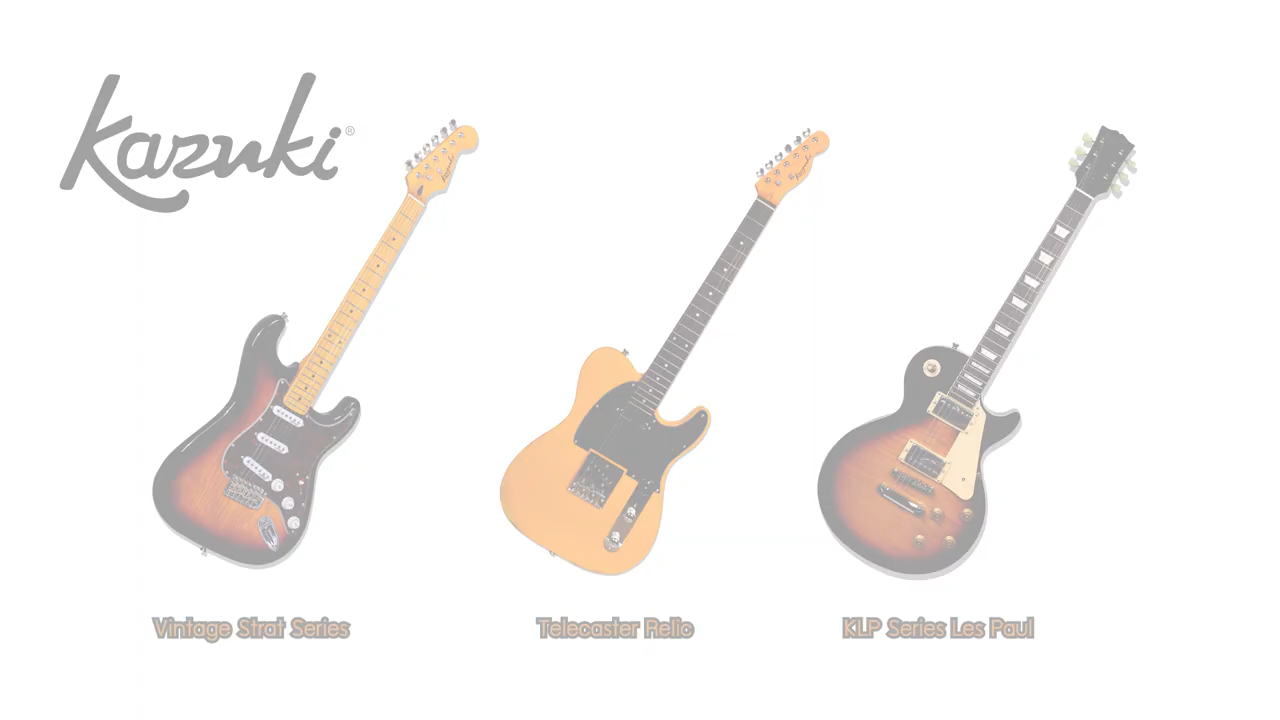 Kazuki®
Vintage Strat Series
Telecaster Relic
KLP Series Les Paul